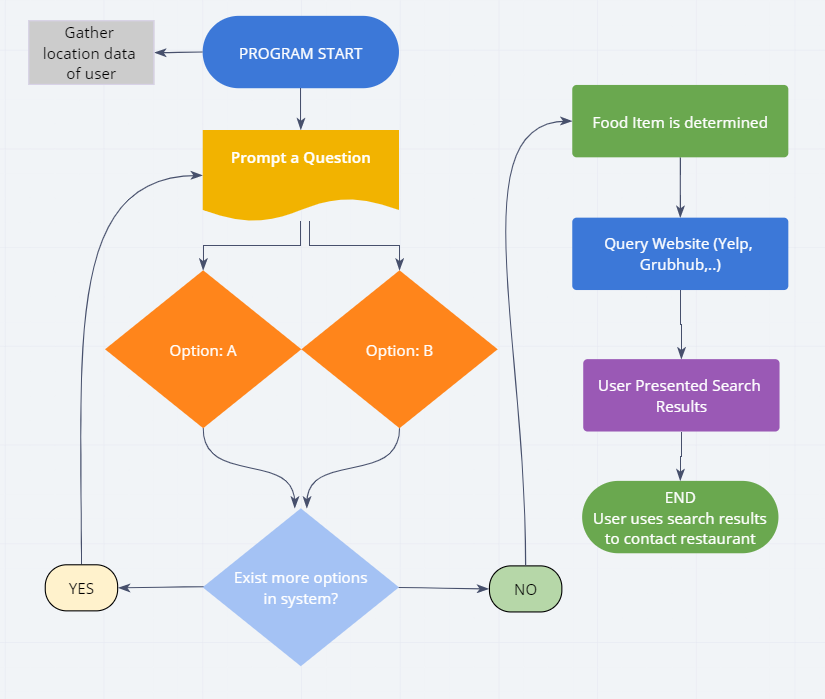 Gather
location data
of user
PROGRAM START
Prompt a Question
Option: A
Option: B
Exist more options
in system?
YES
NO
Food Item is determined
Query Website (Yelp,
Grubhub,..)
User Presented Search
Results
END
User uses search results
to contact restaurant